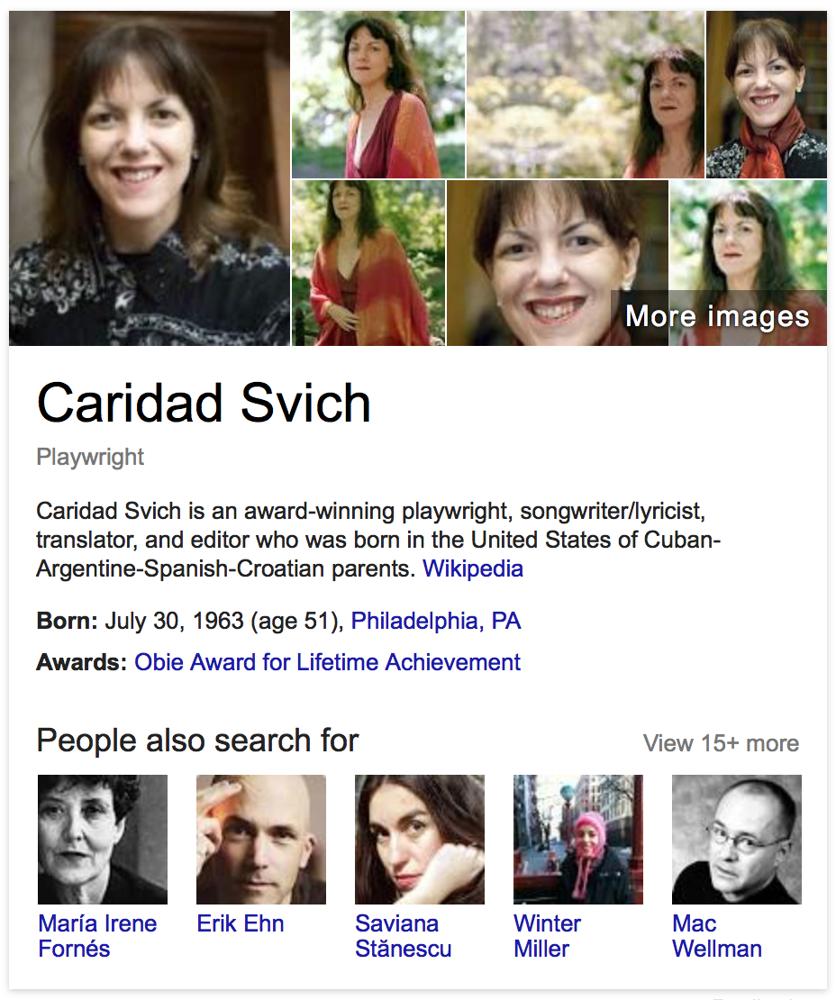 More images
Caridad Svich
Playwright
Caridad Svich is an award-winning playwright, songwriter/lyricist,
translator, and editor who was born in the United States of Cuban-
Argentine-Spanish-Croatian parents. Wikipedia
Born: July 30, 1963 (age 51), Philadelphia, PA
Awards: Obie Award for Lifetime Achievement
People also search for
View 15+ more
María Irene
Fornés
Erik Ehn
Saviana
Stănescu
Winter
Miller
Mac
Wellman